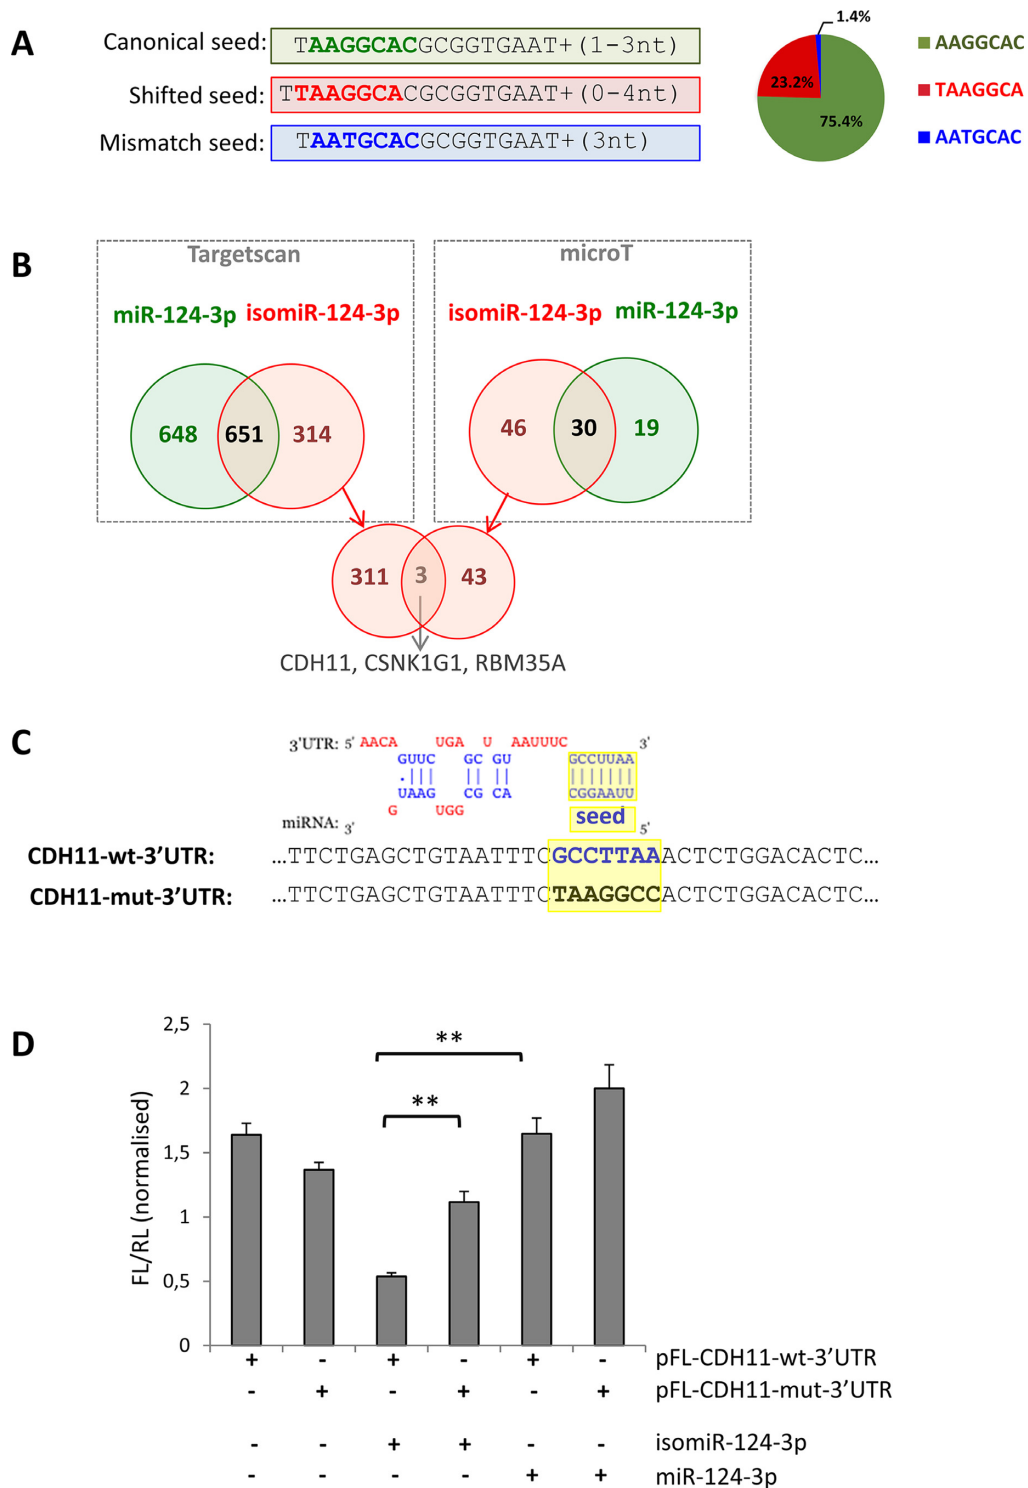 A
Canonical seed: TAAGGCACGCGGTGAAT+(1-3nt)
Shifted seed: TTAAGGCACGCGGTGAAT+(0-4nt)
Mismatch seed: TAATGCACGCGGTGAAT+(3nt)
1.4%
23.2%
75.4%
AAGGCAC
TAAGGCA
AATGCAC
B
Targetscan
microT
miR-124-3p isomiR-124-3p
isomiR-124-3p miR-124-3p
648 651 314
46 30 19
311 3 43
CDH11, CSNK1G1, RBM35A
C
3'UTR: 5' AACA UGA U AAUUUC 3'
GUUC GC GU GCCUUAA
UAAG CG CA CGGAAUU
G UGG
miRNA: 3' seed 5'
CDH11-wt-3'UTR: ...TTCTGAGCTGTAATTTCGCCTTAAACTCTGGACACTC...
CDH11-mut-3'UTR: ...TTCTGAGCTGTAATTTCTAAGGCCACTCTGGACACTC...
D
FL/RL (normalised)
2,5
2
1,5
1
0,5
0
**
**
+ - + - + - pFL-CDH11-wt-3'UTR
- + - + - + pFL-CDH11-mut-3'UTR
- - + + - - isomiR-124-3p
- - - - + + miR-124-3p